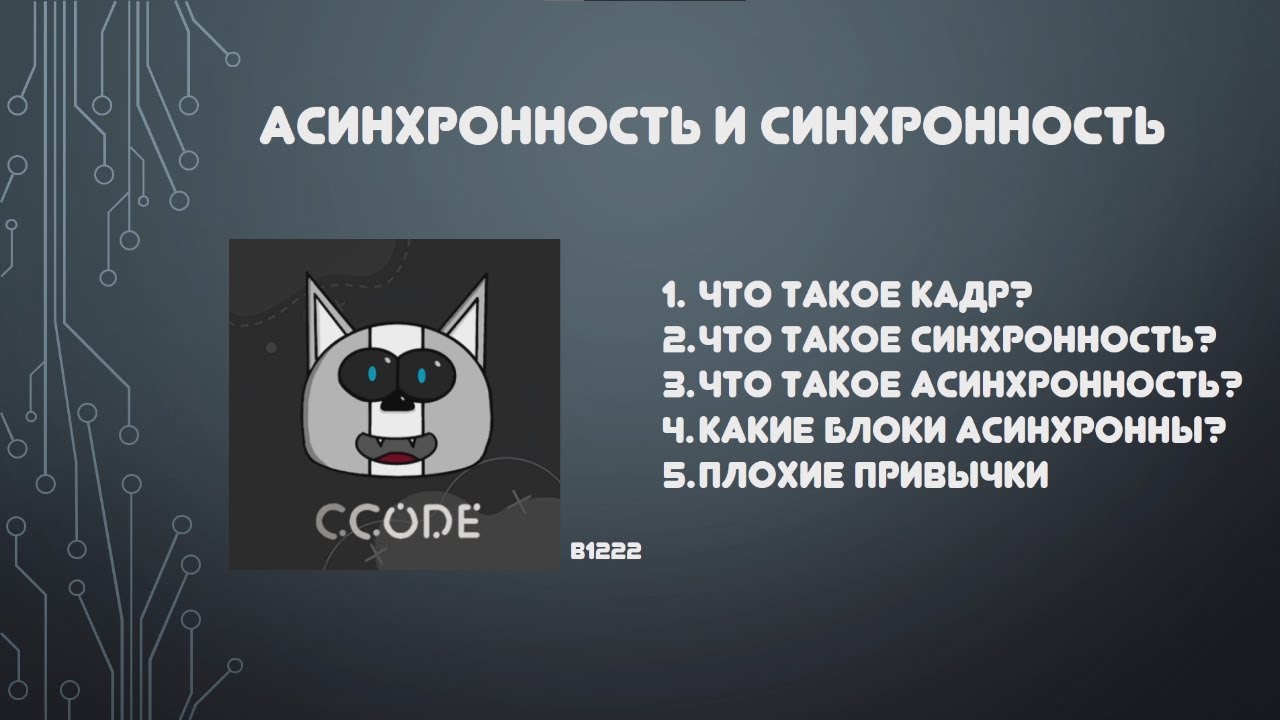 АСИНХРОННОСТЬ И СИНХРОННОСТЬ
1. ЧТО ТАКОЕ КАДР?
2.ЧТО ТАКОЕ СИНХРОННОСТЬ?
3.ЧТО ТАКОЕ АСИНХРОННОСТЬ?
4.КАКИЕ БЛОКИ АСИНХРОННЫ?
5.ПЛОХИЕ ПРИВЫЧКИ
CCODE
B1222